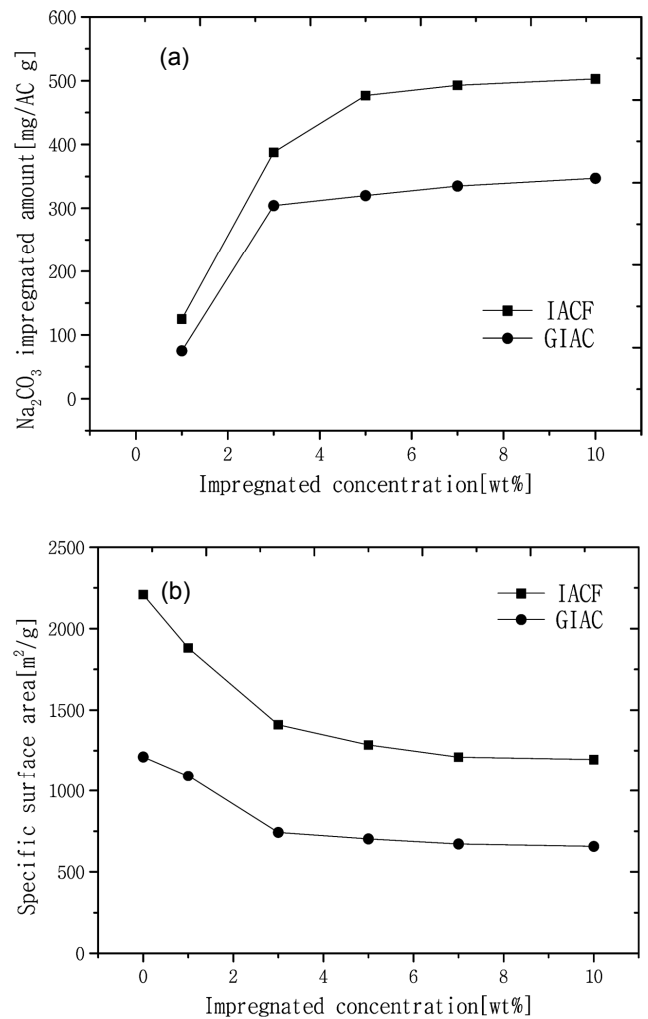 600
(a)
500
400
300
200
100
0
Na₂CO₃ impregnated amount[mg/AC g]
IACF
GIAC
0 2 4 6 8 10
Impregnated concentration[wt%]
2500
(b)
IACF
GIAC
2000
1500
1000
500
0
Specific surface area[m²/g]
0 2 4 6 8 10
Impregnated concentration[wt%]